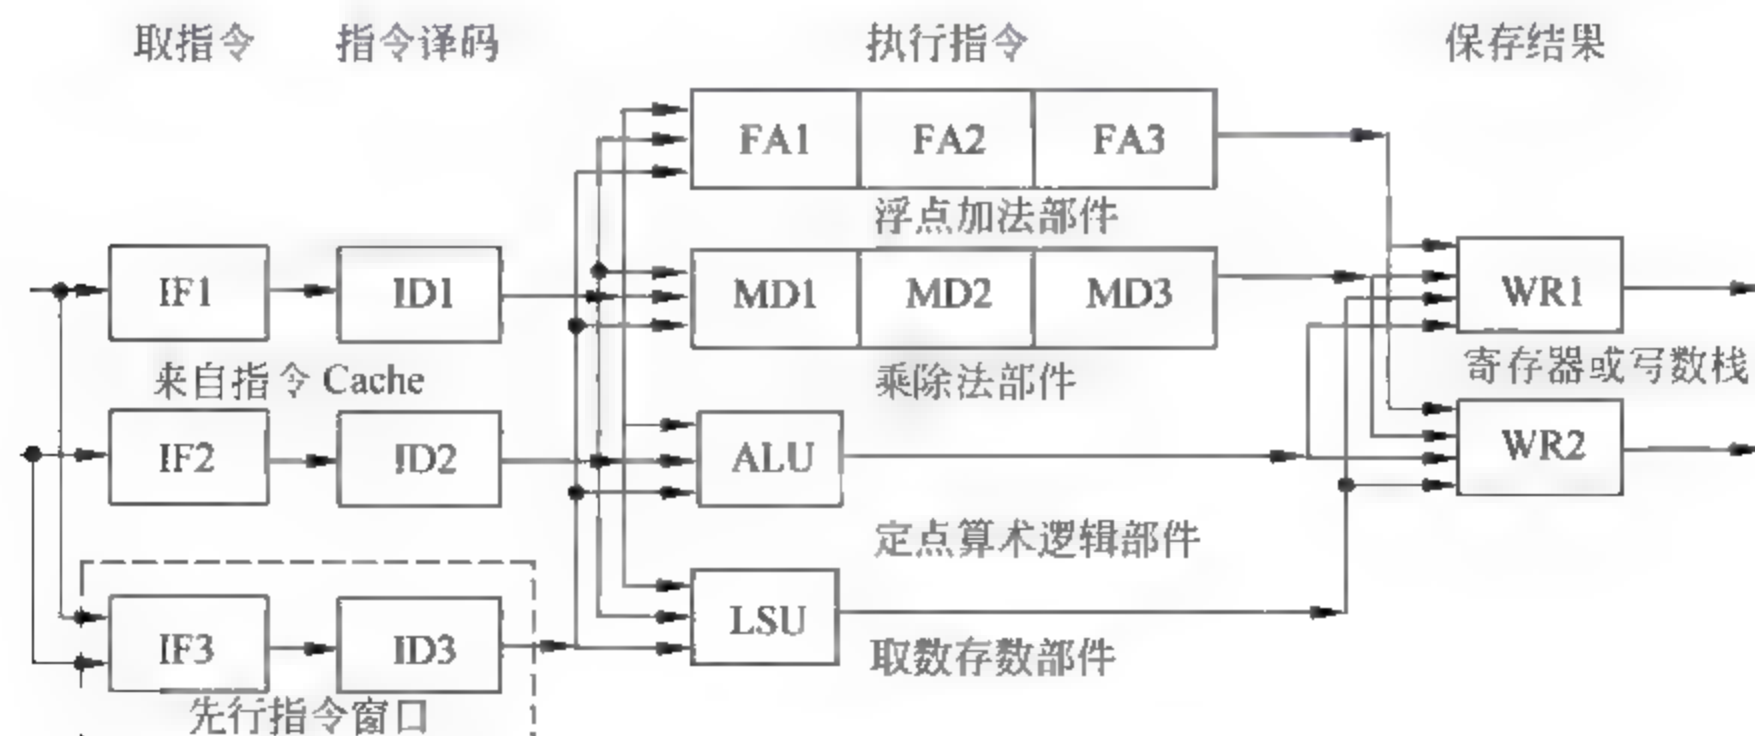 取指令 指令译码 执行指令 保存结果
FA1 FA2 FA3
浮点加法部件
IF1 ID1 MD1 MD2 MD3 WR1
来自指令 Cache 乘除法部件 寄存器或写数栈
IF2 ID2 ALU WR2
定点算术逻辑部件
IF3 ID3 LSU
取数存数部件
先行指令窗口